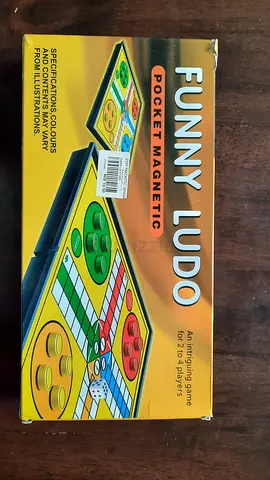 FUNNY LUDO
POCKET MAGNETIC
An intriguing game
for 2 to 4 players
SPECIFICATIONS,COLOURS
AND CONTENTS MAY VARY
FROM ILLUSTRATIONS.